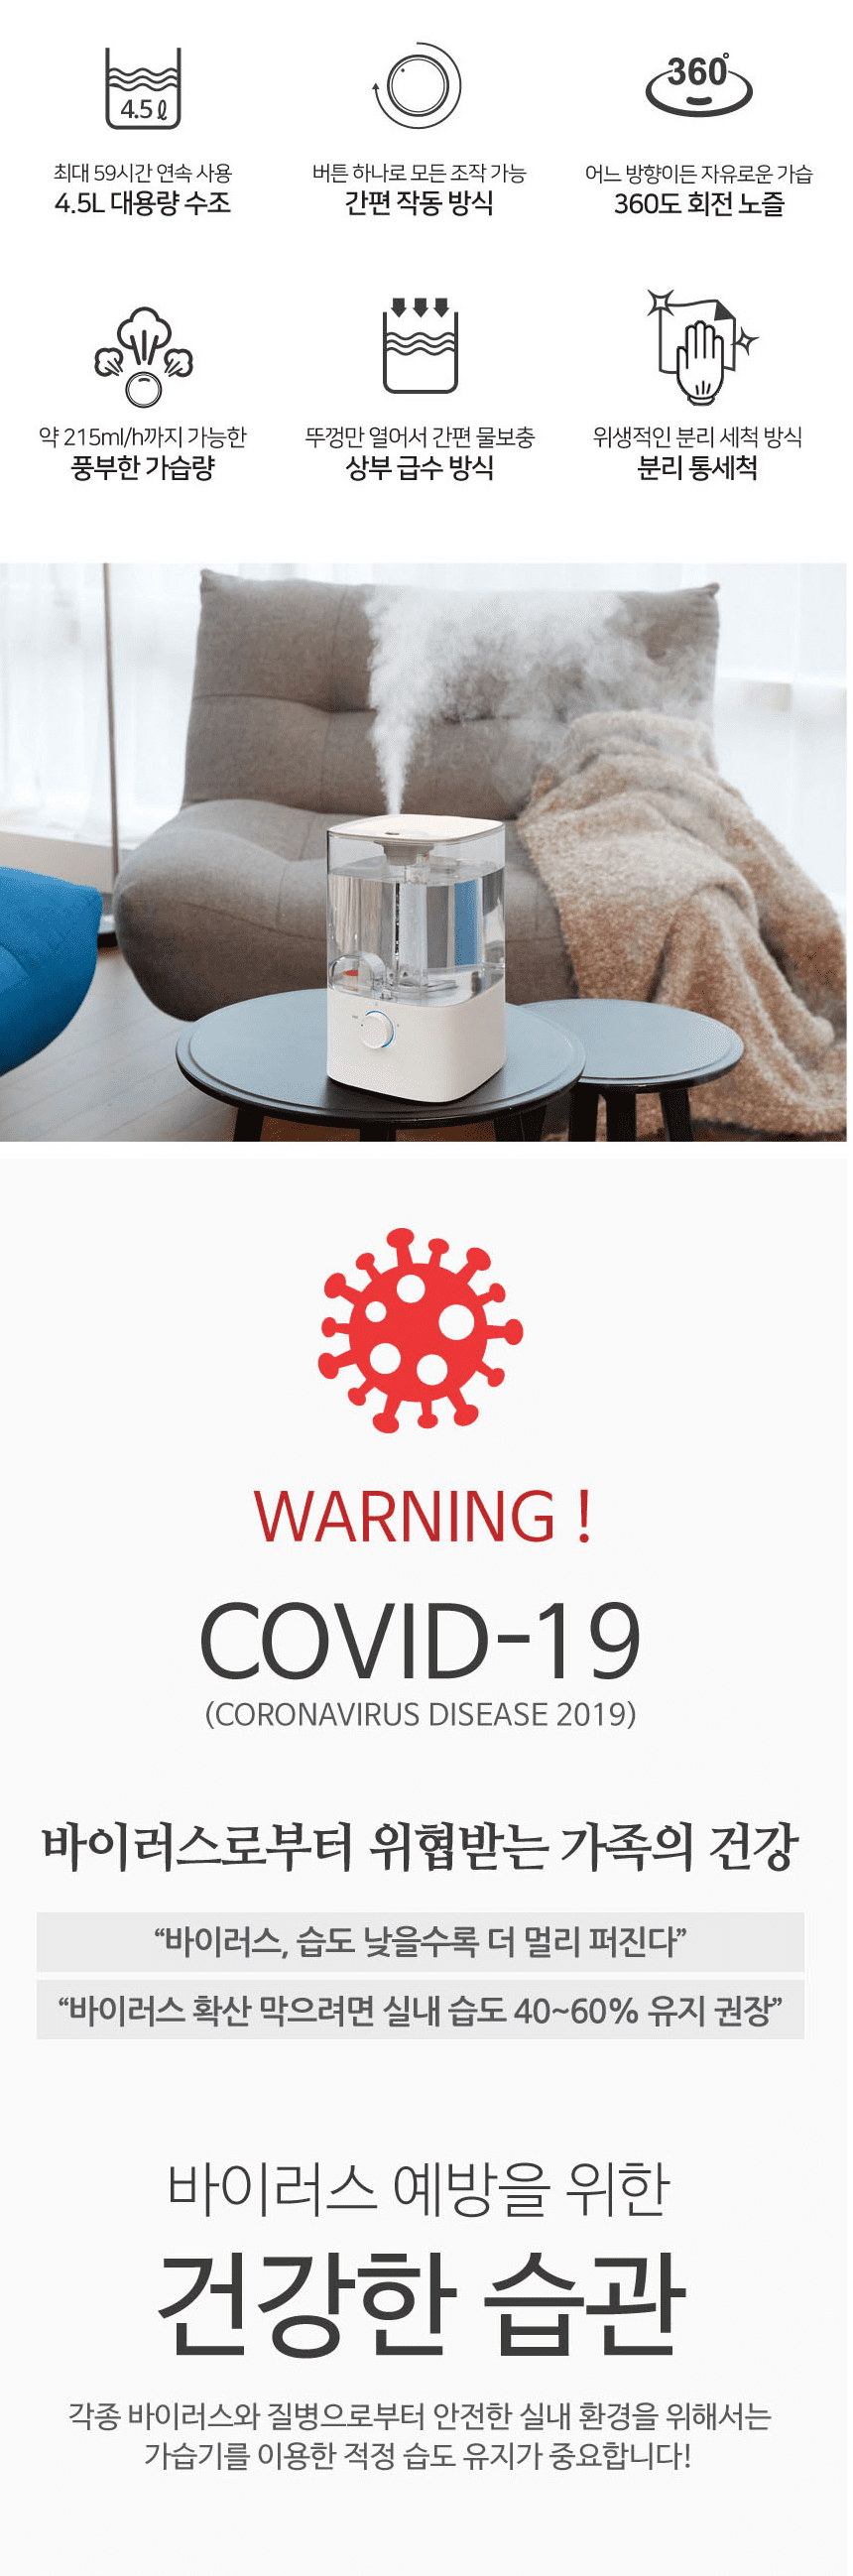 4.5ℓ
최대 59시간 연속 사용
4.5L 대용량 수조
버튼 하나로 모든 조작 가능
간편 작동 방식
360°
어느 방향이든 자유로운 가습
360도 회전 노즐
약 215ml/h까지 가능한
풍부한 가습량
뚜껑만 열어서 간편 물보충
상부 급수 방식
위생적인 분리 세척 방식
분리 통세척
WARNING !
COVID-19
(CORONAVIRUS DISEASE 2019)
바이러스로부터 위협받는 가족의 건강
“바이러스, 습도 낮을수록 더 멀리 퍼진다”
“바이러스 확산 막으려면 실내 습도 40~60% 유지 권장”
바이러스 예방을 위한
건강한 습관
각종 바이러스와 질병으로부터 안전한 실내 환경을 위해서는
가습기를 이용한 적정 습도 유지가 중요합니다!